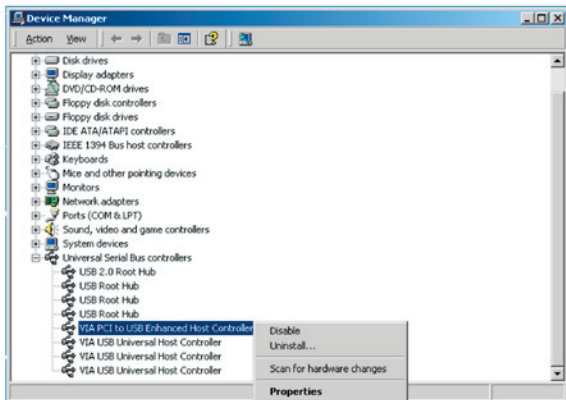 Device Manager
Action View
Disk drives
Display adapters
DVD/CD-ROM drives
Floppy disk controllers
Floppy disk drives
IDE ATA/ATAPI controllers
IEEE 1394 Bus host controllers
Keyboards
Mice and other pointing devices
Monitors
Network adapters
Ports (COM & LPT)
Sound, video and game controllers
System devices
Universal Serial Bus controllers
USB 2.0 Root Hub
USB Root Hub
USB Root Hub
USB Root Hub
VIA PCI to USB Enhanced Host Controller
VIA USB Universal Host Controller
VIA USB Universal Host Controller
VIA USB Universal Host Controller
Disable
Uninstall...
Scan for hardware changes
Properties